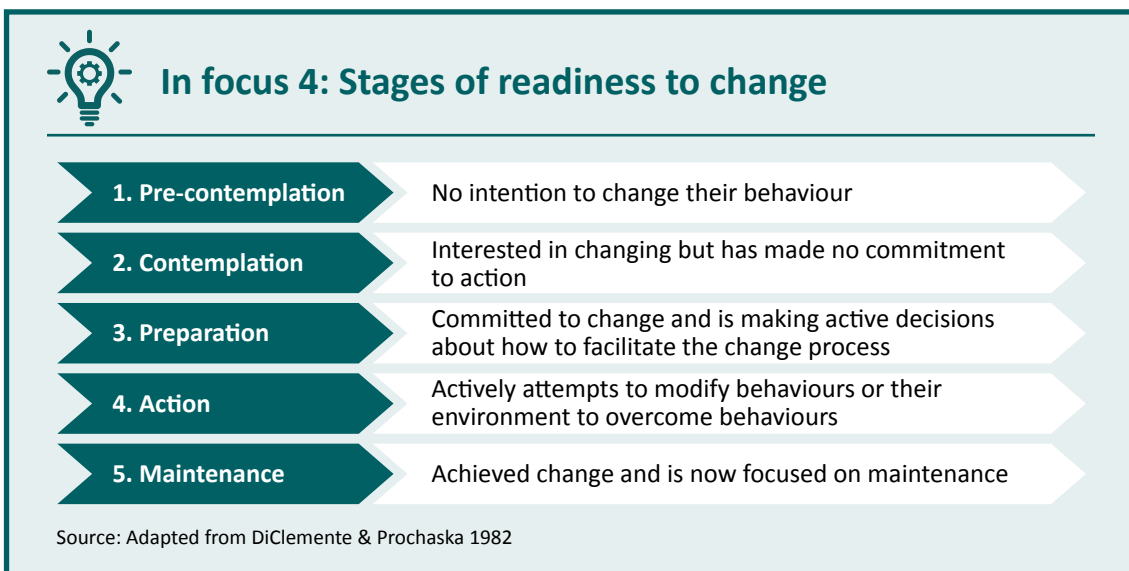 In focus 4: Stages of readiness to change
1. Pre-contemplation
No intention to change their behaviour
2. Contemplation
Interested in changing but has made no commitment
to action
3. Preparation
Committed to change and is making active decisions
about how to facilitate the change process
4. Action
Actively attempts to modify behaviours or their
environment to overcome behaviours
5. Maintenance
Achieved change and is now focused on maintenance
Source: Adapted from DiClemente & Prochaska 1982